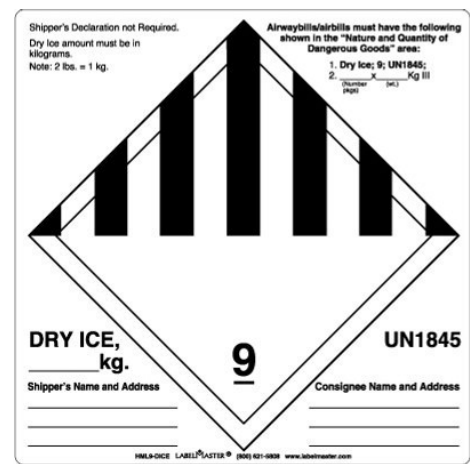 Shipper's Declaration not Required.
Dry Ice amount must be in
kilograms.
Note: 2 lbs. = 1 kg.
Airwaybills/airbills must have the following
shown in the "Nature and Quantity of
Dangerous Goods" area:
1. Dry Ice; 9; UN1845;
2. ______x______Kg III
(Number pkgs) (wt.)
DRY ICE,
______kg.
9
UN1845
Shipper's Name and Address
Consignee Name and Address
HML9-DICE LABELMASTER® (800) 621-5808 www.labelmaster.com